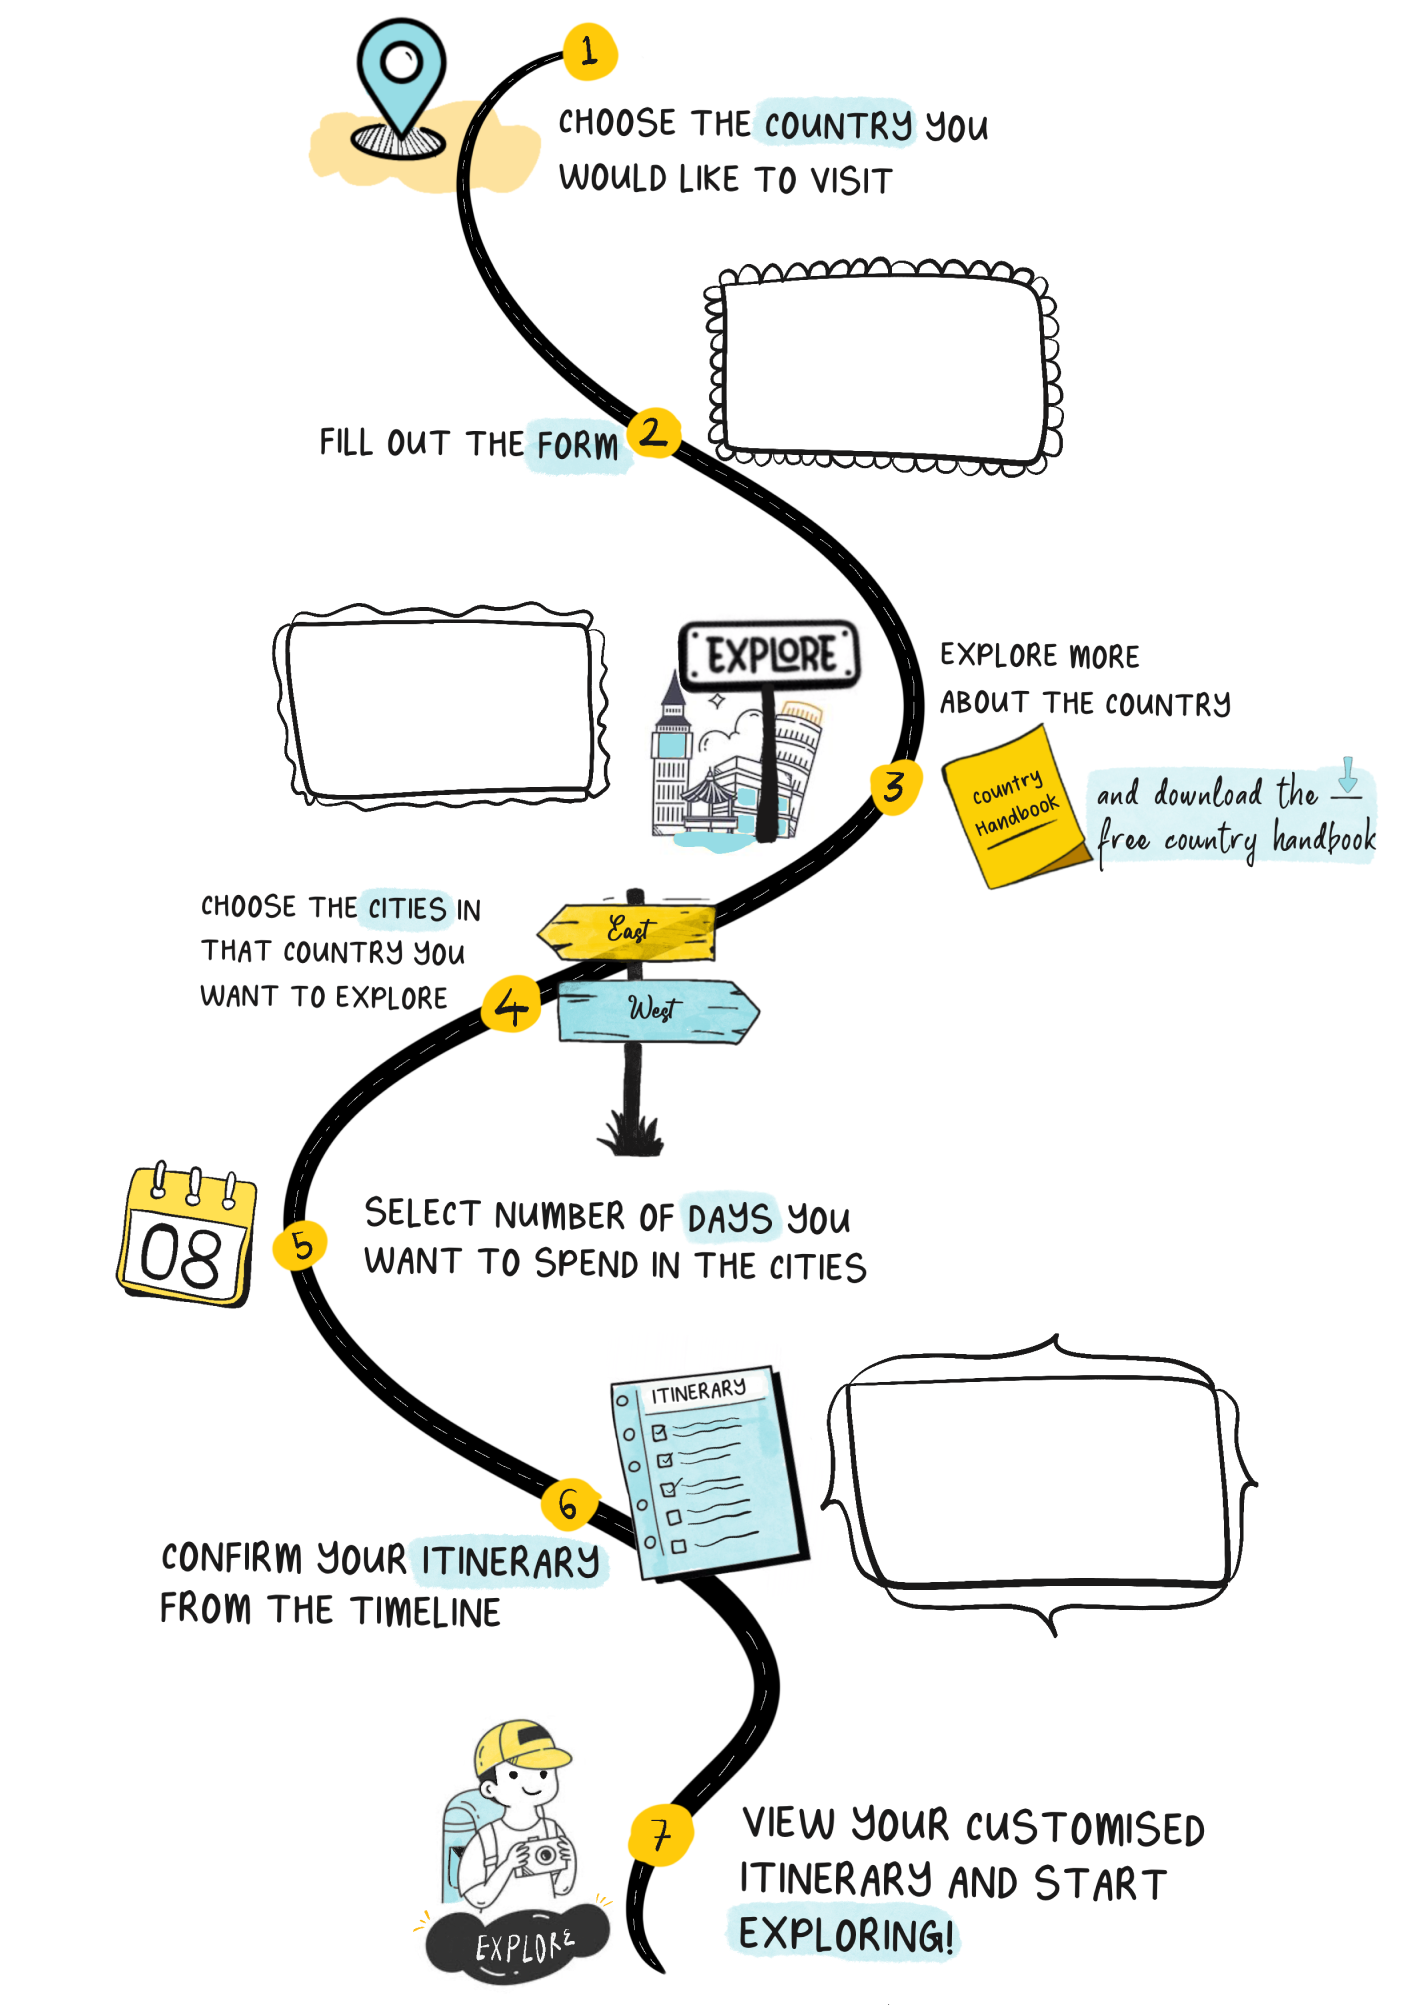 1
CHOOSE THE COUNTRY YOU
WOULD LIKE TO VISIT
FILL OUT THE FORM
2
EXPLORE
EXPLORE MORE
ABOUT THE COUNTRY
3
Country
Handbook
and download the
free country handbook
CHOOSE THE CITIES IN
THAT COUNTRY YOU
WANT TO EXPLORE
4
East
West
08
5
SELECT NUMBER OF DAYS YOU
WANT TO SPEND IN THE CITIES
ITINERARY
6
CONFIRM YOUR ITINERARY
FROM THE TIMELINE
7
VIEW YOUR CUSTOMISED
ITINERARY AND START
EXPLORING!
EXPLORE